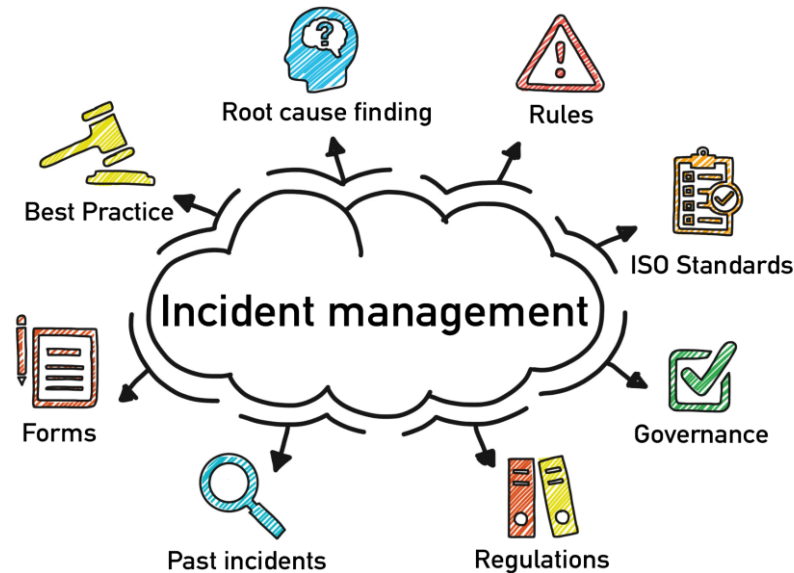 Root cause finding
Rules
Best Practice
ISO Standards
Incident management
Forms
Governance
Past incidents
Regulations